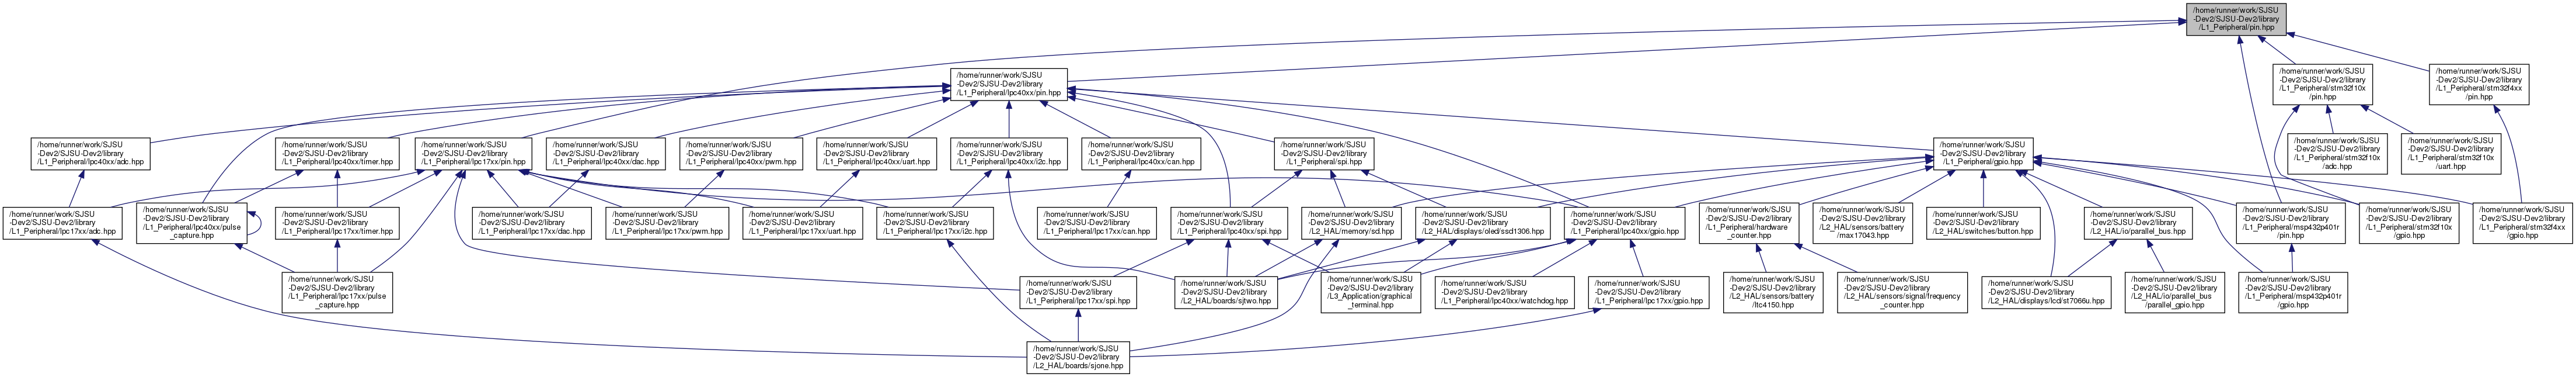 /home/runner/work/SJSU
-Dev2/SJSU-Dev2/library
/L1_Peripheral/pin.hpp
/home/runner/work/SJSU
-Dev2/SJSU-Dev2/library
/L1_Peripheral/lpc40xx/pin.hpp
/home/runner/work/SJSU
-Dev2/SJSU-Dev2/library
/L1_Peripheral/stm32f10x
/pin.hpp
/home/runner/work/SJSU
-Dev2/SJSU-Dev2/library
/L1_Peripheral/stm32f4xx
/pin.hpp
/home/runner/work/SJSU
-Dev2/SJSU-Dev2/library
/L1_Peripheral/lpc40xx/adc.hpp
/home/runner/work/SJSU
-Dev2/SJSU-Dev2/library
/L1_Peripheral/lpc40xx/timer.hpp
/home/runner/work/SJSU
-Dev2/SJSU-Dev2/library
/L1_Peripheral/lpc17xx/pin.hpp
/home/runner/work/SJSU
-Dev2/SJSU-Dev2/library
/L1_Peripheral/lpc40xx/dac.hpp
/home/runner/work/SJSU
-Dev2/SJSU-Dev2/library
/L1_Peripheral/lpc40xx/pwm.hpp
/home/runner/work/SJSU
-Dev2/SJSU-Dev2/library
/L1_Peripheral/lpc40xx/uart.hpp
/home/runner/work/SJSU
-Dev2/SJSU-Dev2/library
/L1_Peripheral/lpc40xx/i2c.hpp
/home/runner/work/SJSU
-Dev2/SJSU-Dev2/library
/L1_Peripheral/lpc40xx/can.hpp
/home/runner/work/SJSU
-Dev2/SJSU-Dev2/library
/L1_Peripheral/spi.hpp
/home/runner/work/SJSU
-Dev2/SJSU-Dev2/library
/L1_Peripheral/gpio.hpp
/home/runner/work/SJSU
-Dev2/SJSU-Dev2/library
/L1_Peripheral/stm32f10x
/adc.hpp
/home/runner/work/SJSU
-Dev2/SJSU-Dev2/library
/L1_Peripheral/stm32f10x
/uart.hpp
/home/runner/work/SJSU
-Dev2/SJSU-Dev2/library
/L1_Peripheral/lpc17xx/adc.hpp
/home/runner/work/SJSU
-Dev2/SJSU-Dev2/library
/L1_Peripheral/lpc40xx/pulse
_capture.hpp
/home/runner/work/SJSU
-Dev2/SJSU-Dev2/library
/L1_Peripheral/lpc17xx/timer.hpp
/home/runner/work/SJSU
-Dev2/SJSU-Dev2/library
/L1_Peripheral/lpc17xx/dac.hpp
/home/runner/work/SJSU
-Dev2/SJSU-Dev2/library
/L1_Peripheral/lpc17xx/pwm.hpp
/home/runner/work/SJSU
-Dev2/SJSU-Dev2/library
/L1_Peripheral/lpc17xx/uart.hpp
/home/runner/work/SJSU
-Dev2/SJSU-Dev2/library
/L1_Peripheral/lpc17xx/i2c.hpp
/home/runner/work/SJSU
-Dev2/SJSU-Dev2/library
/L1_Peripheral/lpc17xx/can.hpp
/home/runner/work/SJSU
-Dev2/SJSU-Dev2/library
/L1_Peripheral/lpc40xx/spi.hpp
/home/runner/work/SJSU
-Dev2/SJSU-Dev2/library
/L2_HAL/memory/sd.hpp
/home/runner/work/SJSU
-Dev2/SJSU-Dev2/library
/L2_HAL/displays/oled/ssd1306.hpp
/home/runner/work/SJSU
-Dev2/SJSU-Dev2/library
/L1_Peripheral/lpc40xx/gpio.hpp
/home/runner/work/SJSU
-Dev2/SJSU-Dev2/library
/L1_Peripheral/hardware
_counter.hpp
/home/runner/work/SJSU
-Dev2/SJSU-Dev2/library
/L2_HAL/sensors/battery
/max17043.hpp
/home/runner/work/SJSU
-Dev2/SJSU-Dev2/library
/L2_HAL/switches/button.hpp
/home/runner/work/SJSU
-Dev2/SJSU-Dev2/library
/L2_HAL/io/parallel_bus.hpp
/home/runner/work/SJSU
-Dev2/SJSU-Dev2/library
/L1_Peripheral/msp432p401r
/pin.hpp
/home/runner/work/SJSU
-Dev2/SJSU-Dev2/library
/L1_Peripheral/stm32f10x
/gpio.hpp
/home/runner/work/SJSU
-Dev2/SJSU-Dev2/library
/L1_Peripheral/stm32f4xx
/gpio.hpp
/home/runner/work/SJSU
-Dev2/SJSU-Dev2/library
/L1_Peripheral/lpc17xx/pulse
_capture.hpp
/home/runner/work/SJSU
-Dev2/SJSU-Dev2/library
/L1_Peripheral/lpc17xx/spi.hpp
/home/runner/work/SJSU
-Dev2/SJSU-Dev2/library
/L2_HAL/boards/sjtwo.hpp
/home/runner/work/SJSU
-Dev2/SJSU-Dev2/library
/L3_Application/graphical
_terminal.hpp
/home/runner/work/SJSU
-Dev2/SJSU-Dev2/library
/L1_Peripheral/lpc40xx/watchdog.hpp
/home/runner/work/SJSU
-Dev2/SJSU-Dev2/library
/L1_Peripheral/lpc17xx/gpio.hpp
/home/runner/work/SJSU
-Dev2/SJSU-Dev2/library
/L2_HAL/sensors/battery
/ltc4150.hpp
/home/runner/work/SJSU
-Dev2/SJSU-Dev2/library
/L2_HAL/sensors/signal/frequency
_counter.hpp
/home/runner/work/SJSU
-Dev2/SJSU-Dev2/library
/L2_HAL/displays/lcd/st7066u.hpp
/home/runner/work/SJSU
-Dev2/SJSU-Dev2/library
/L2_HAL/io/parallel_bus
/parallel_gpio.hpp
/home/runner/work/SJSU
-Dev2/SJSU-Dev2/library
/L1_Peripheral/msp432p401r
/gpio.hpp
/home/runner/work/SJSU
-Dev2/SJSU-Dev2/library
/L2_HAL/boards/sjone.hpp